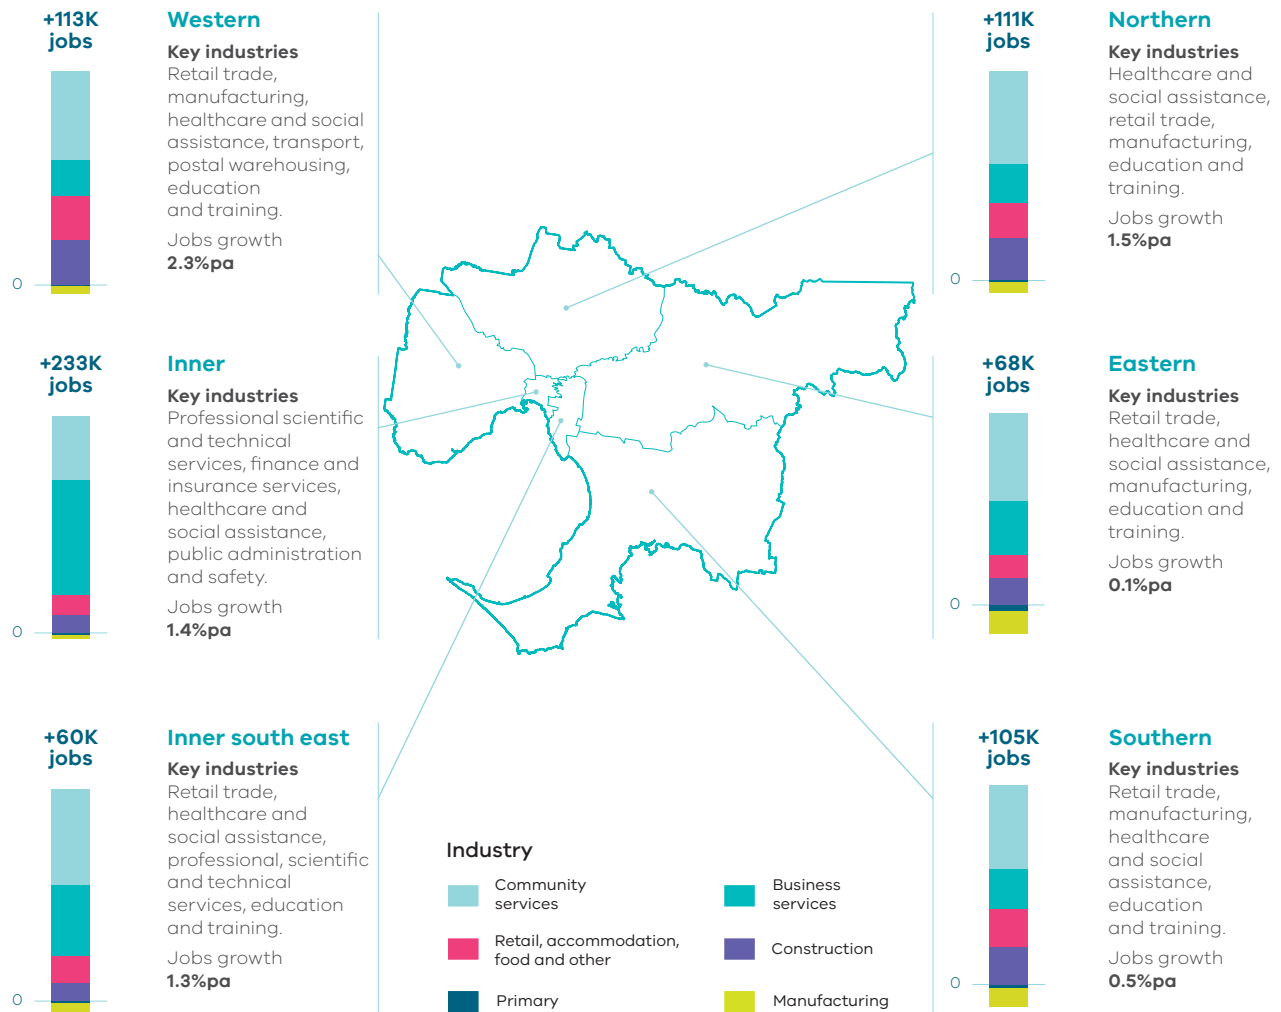 +113K
jobs
0
Western
Key industries
Retail trade,
manufacturing,
healthcare and social
assistance, transport,
postal warehousing,
education
and training.
Jobs growth
2.3%pa
+111K
jobs
0
Northern
Key industries
Healthcare and
social assistance,
retail trade,
manufacturing,
education and
training.
Jobs growth
1.5%pa
+233K
jobs
0
Inner
Key industries
Professional scientific
and technical
services, finance and
insurance services,
healthcare and
social assistance,
public administration
and safety.
Jobs growth
1.4%pa
+68K
jobs
0
Eastern
Key industries
Retail trade,
healthcare and
social assistance,
manufacturing,
education and
training.
Jobs growth
0.1%pa
+60K
jobs
0
Inner south east
Key industries
Retail trade,
healthcare and
social assistance,
professional, scientific
and technical
services, education
and training.
Jobs growth
1.3%pa
Industry
Community
services
Business
services
Retail, accommodation,
food and other
Construction
Primary
Manufacturing
+105K
jobs
0
Southern
Key industries
Retail trade,
manufacturing,
healthcare
and social
assistance,
education
and training.
Jobs growth
0.5%pa